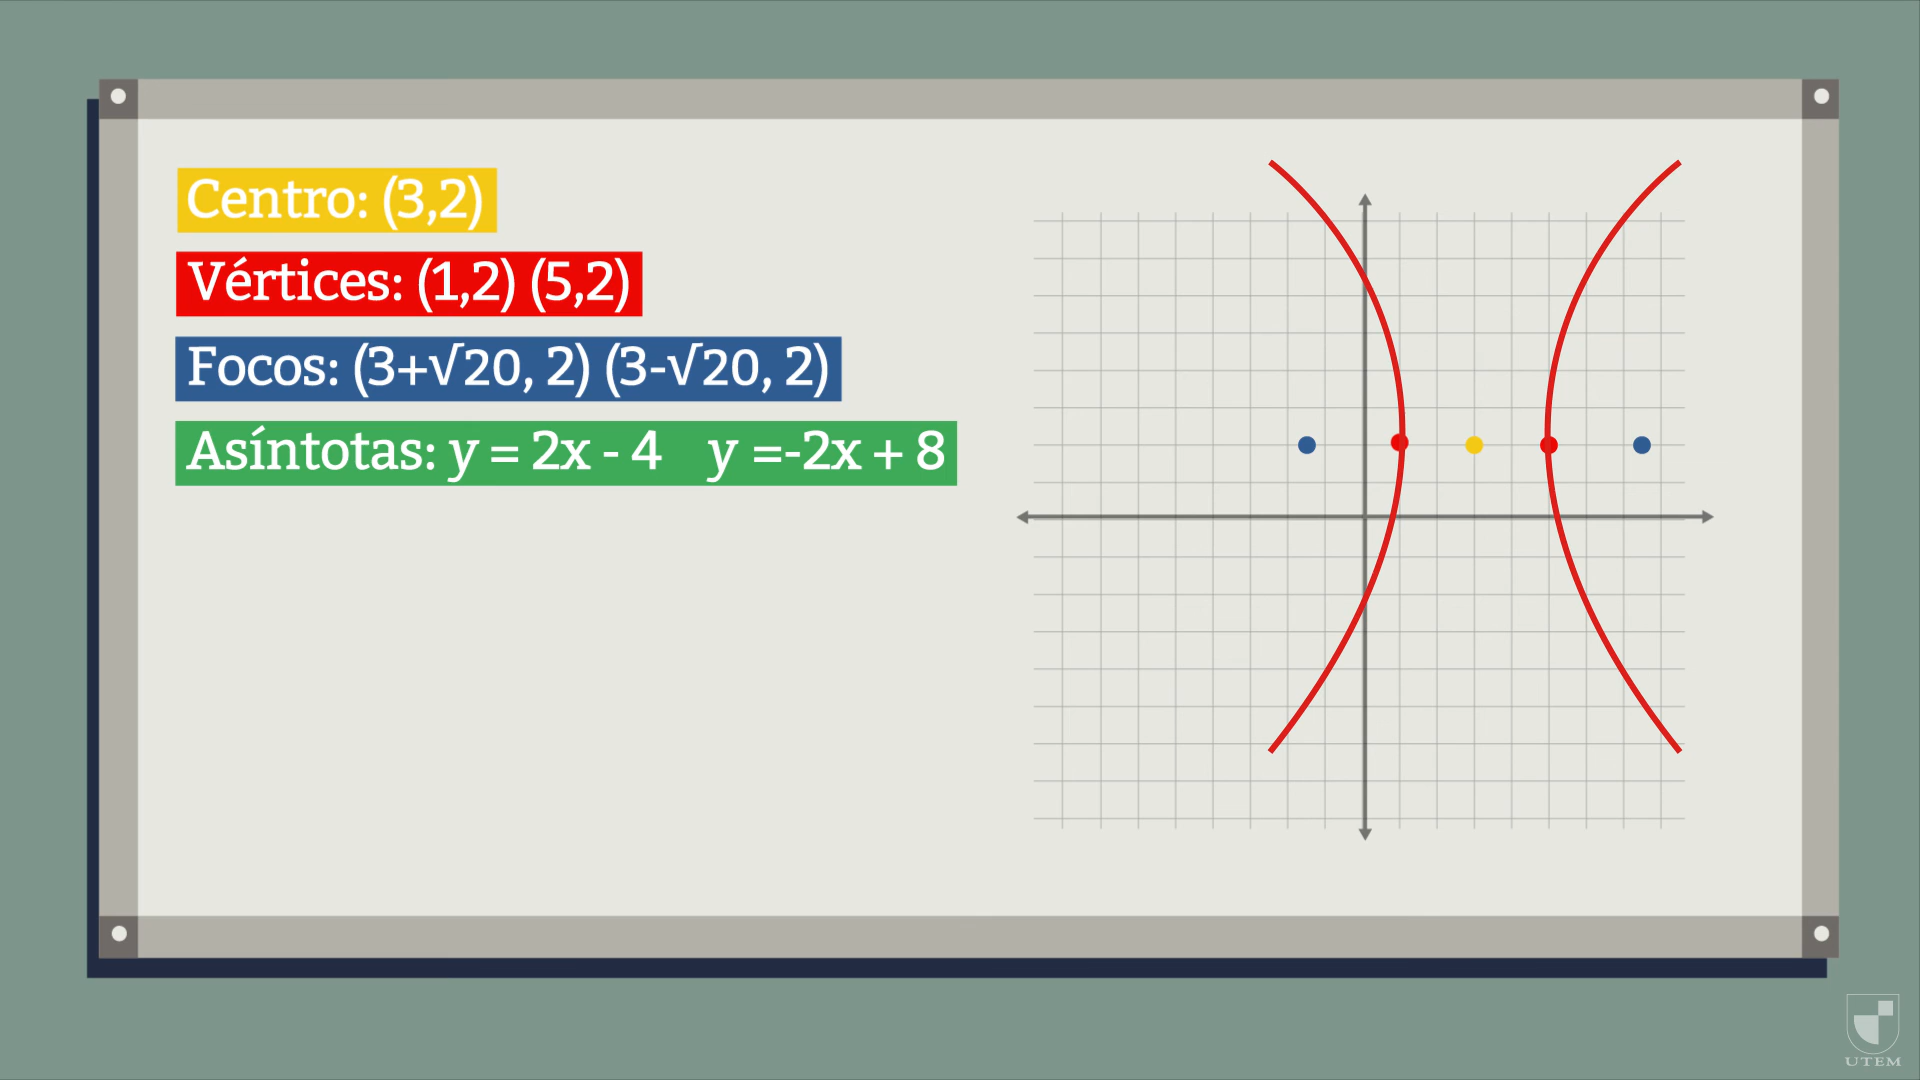 Centro: (3,2)
Vértices: (1,2) (5,2)
Focos: (3+√20, 2) (3-√20, 2)
Asíntotas: y = 2x - 4 y =-2x + 8
UTEM